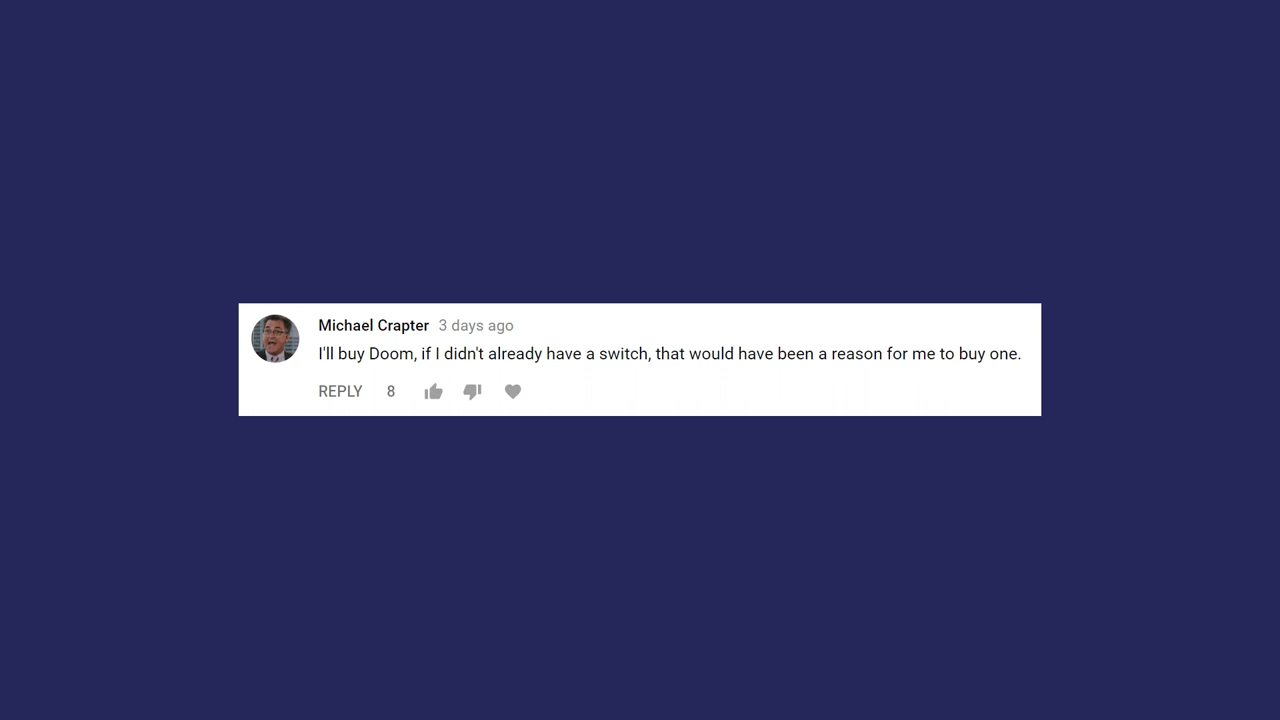 Michael Crapter 3 days ago
I'll buy Doom, if I didn't already have a switch, that would have been a reason for me to buy one.
REPLY 8